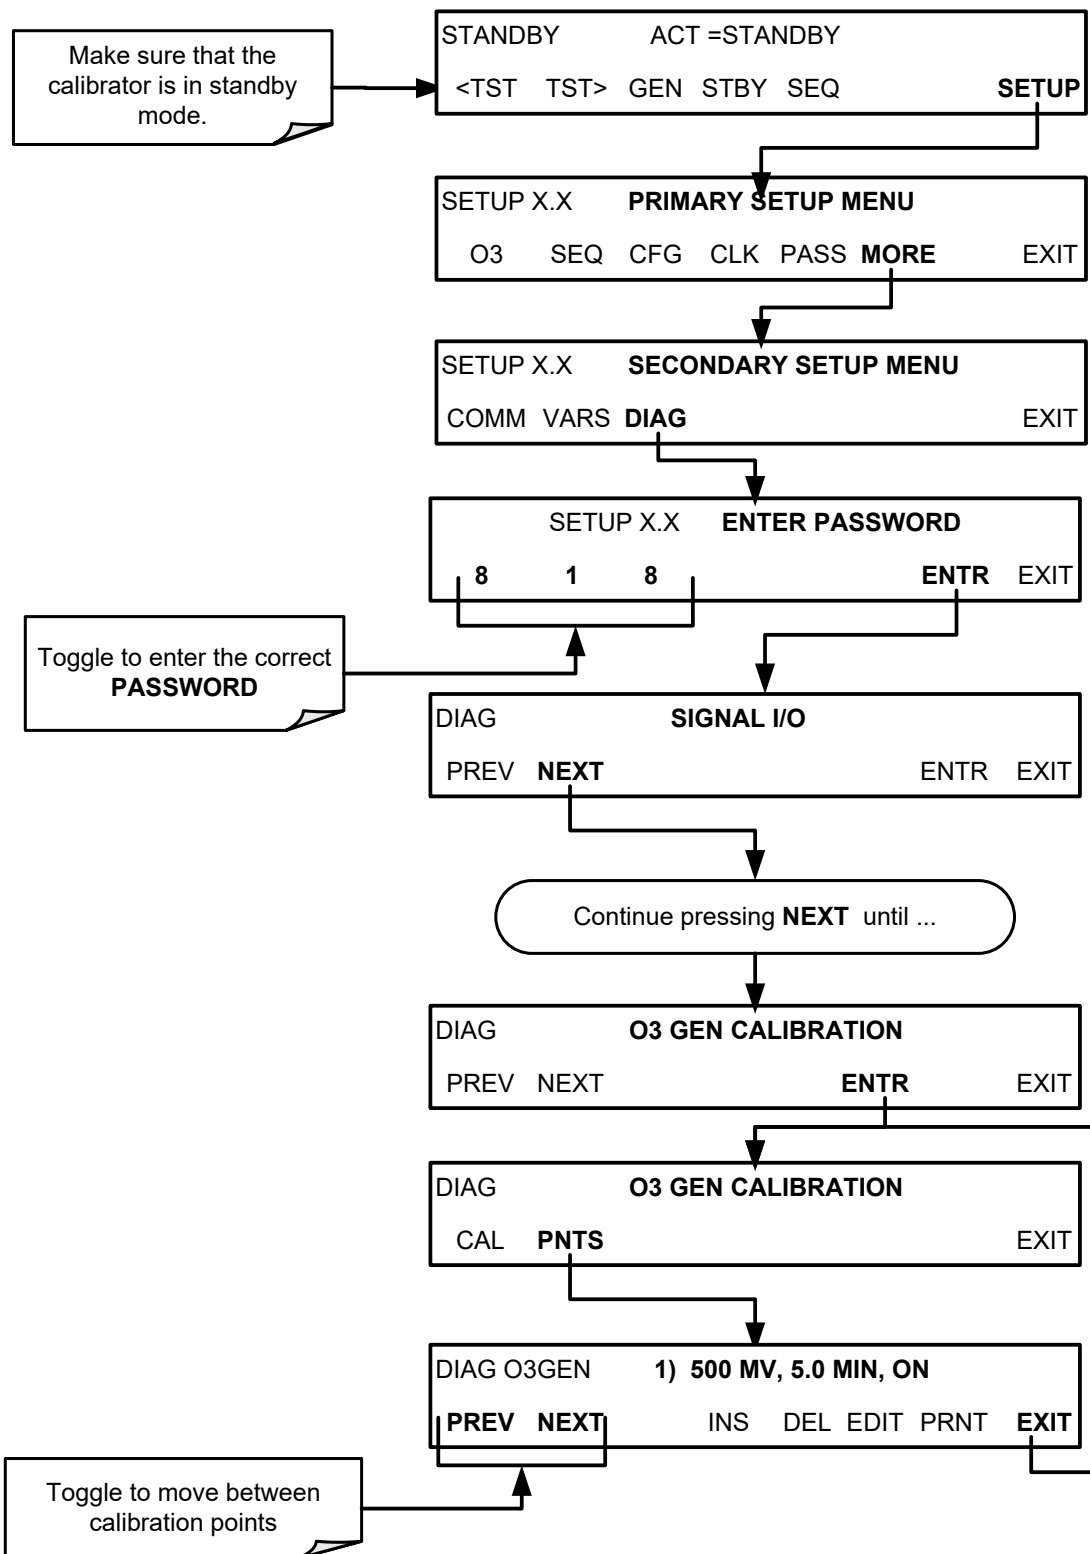 Make sure that the
calibrator is in standby
mode.
STANDBY ACT =STANDBY
<TST TST> GEN STBY SEQ SETUP
SETUP X.X PRIMARY SETUP MENU
O3 SEQ CFG CLK PASS MORE EXIT
SETUP X.X SECONDARY SETUP MENU
COMM VARS DIAG EXIT
SETUP X.X ENTER PASSWORD
8 1 8 ENTR EXIT
Toggle to enter the correct
PASSWORD
DIAG SIGNAL I/O
PREV NEXT ENTR EXIT
Continue pressing NEXT until ...
DIAG O3 GEN CALIBRATION
PREV NEXT ENTR EXIT
DIAG O3 GEN CALIBRATION
CAL PNTS EXIT
DIAG O3GEN 1) 500 MV, 5.0 MIN, ON
PREV NEXT INS DEL EDIT PRNT EXIT
Toggle to move between
calibration points